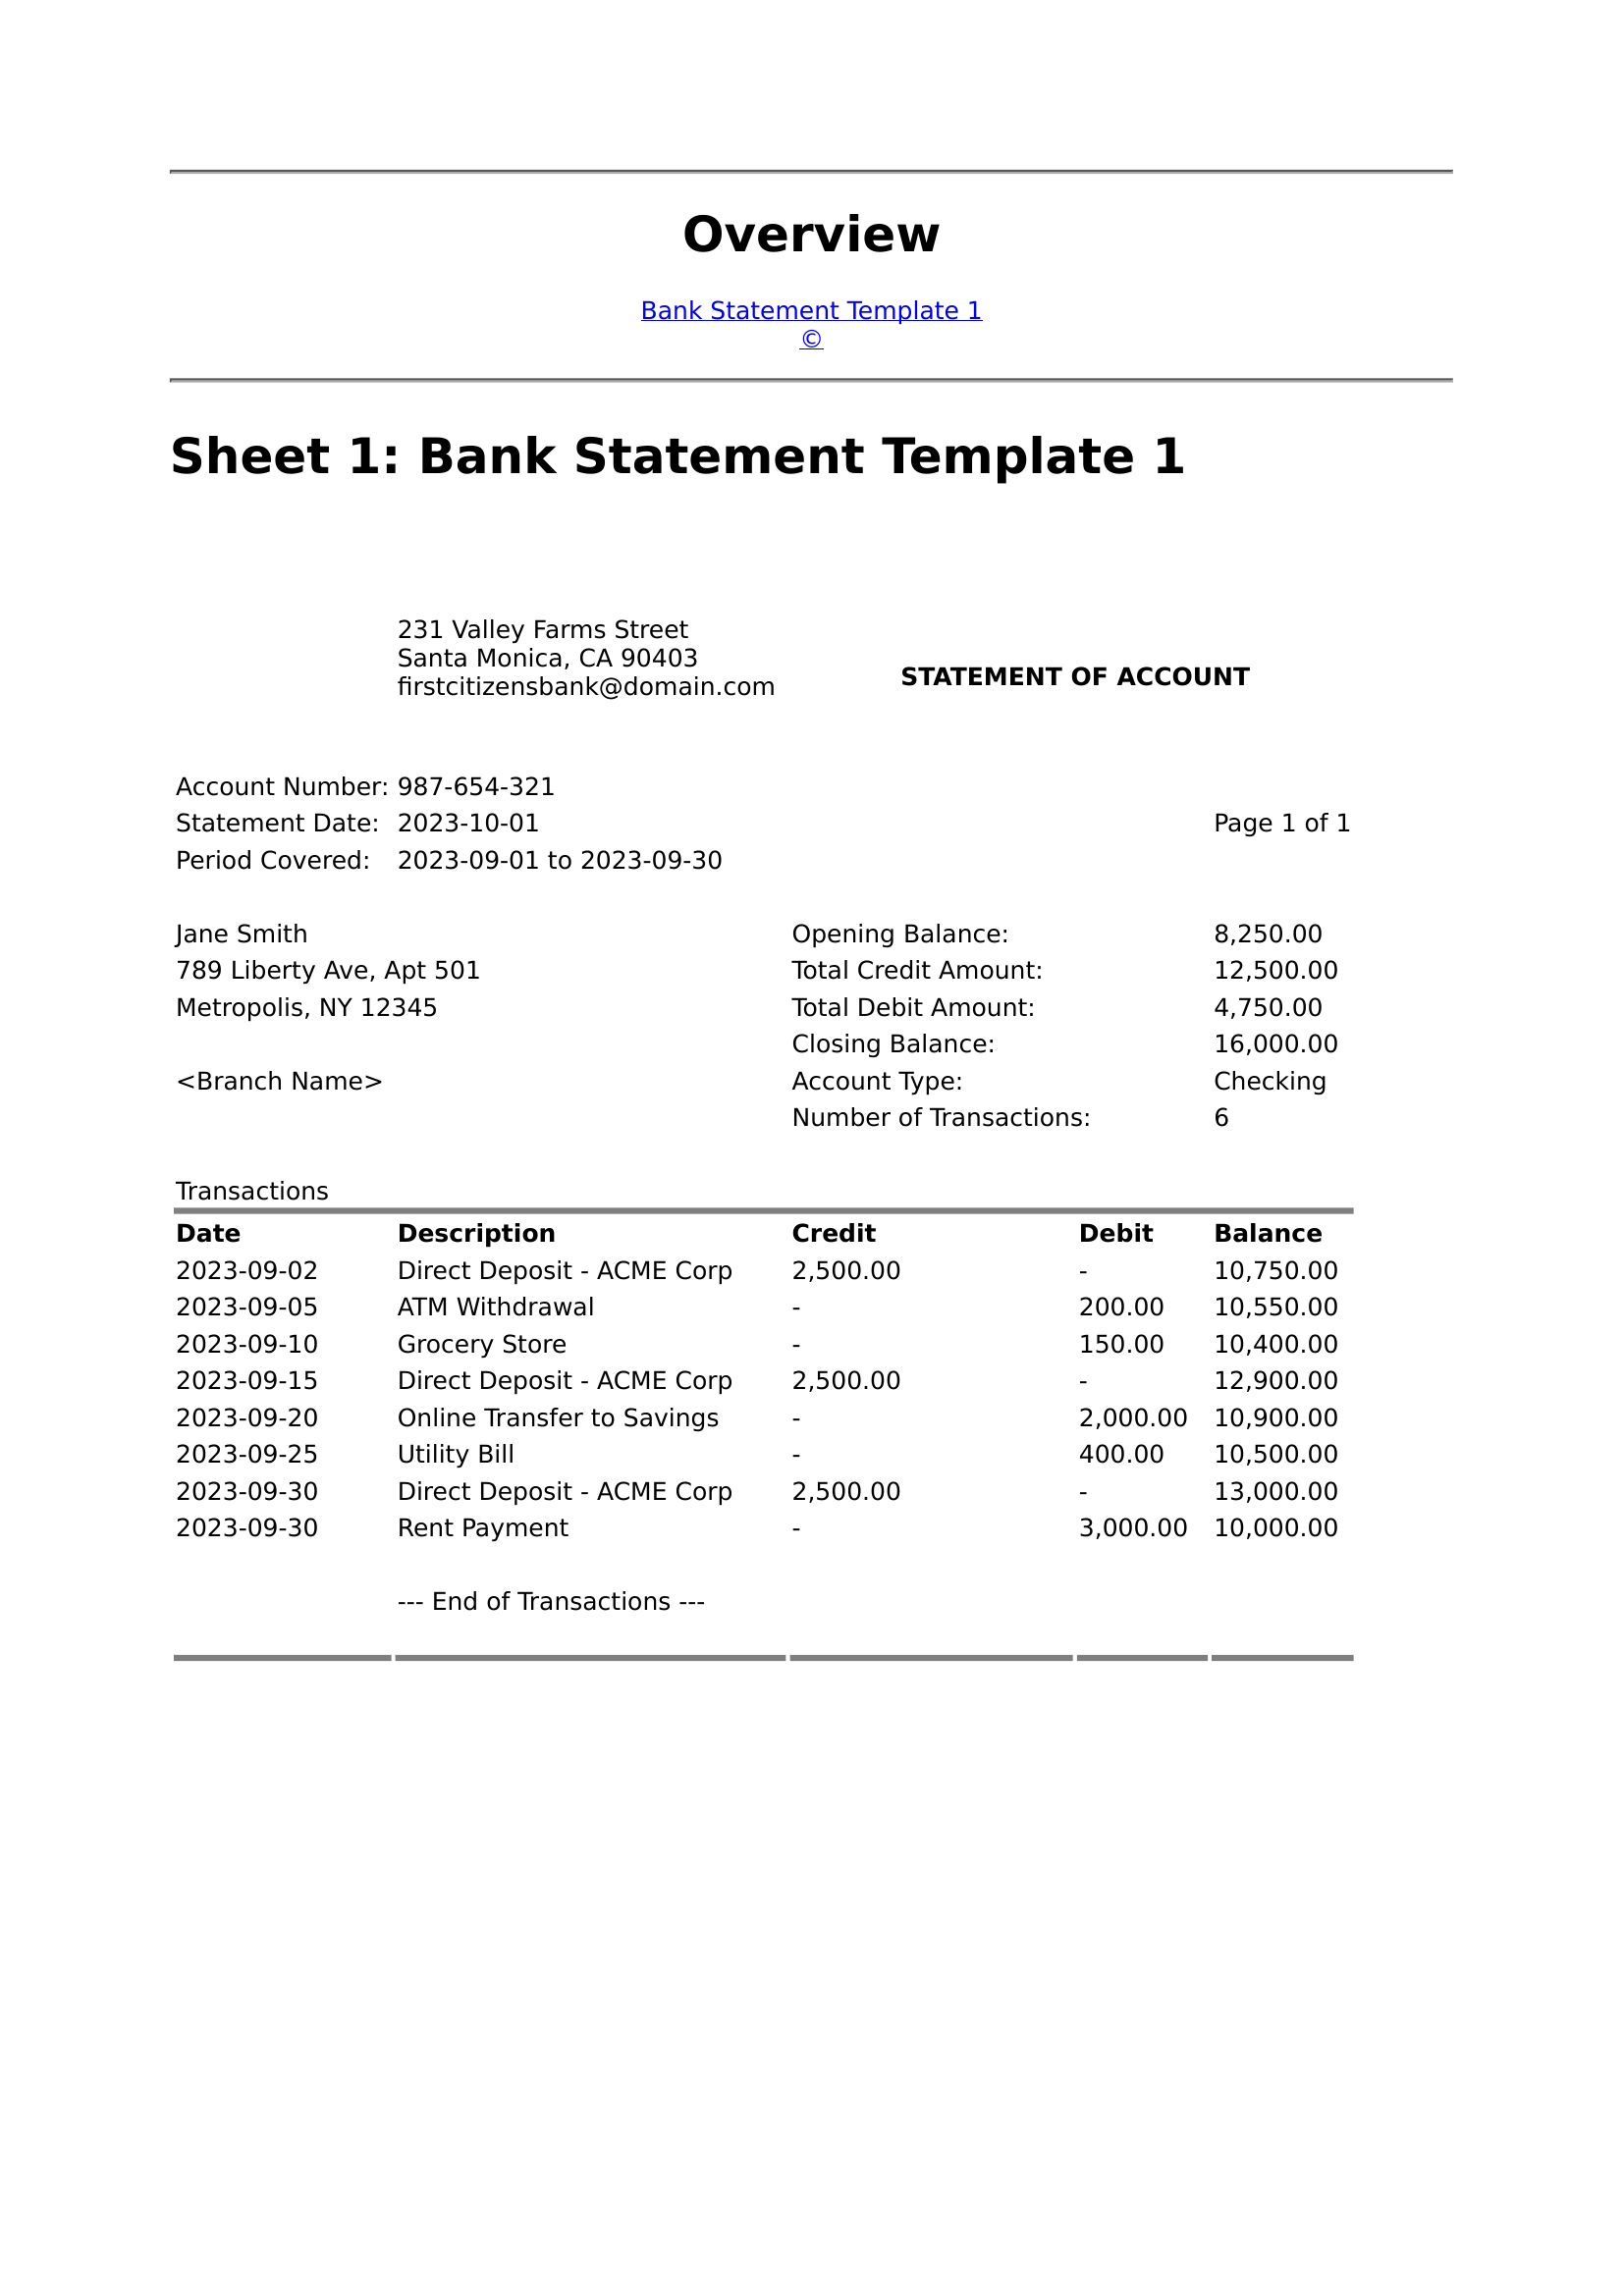 Overview
Bank Statement Template 1
©
Sheet 1: Bank Statement Template 1
231 Valley Farms Street
Santa Monica, CA 90403
firstcitizensbank@domain.com
STATEMENT OF ACCOUNT
Account Number: 987-654-321
Statement Date: 2023-10-01 Page 1 of 1
Period Covered: 2023-09-01 to 2023-09-30
Jane Smith Opening Balance: 8,250.00
789 Liberty Ave, Apt 501 Total Credit Amount: 12,500.00
Metropolis, NY 12345 Total Debit Amount: 4,750.00
Closing Balance: 16,000.00
<Branch Name> Account Type: Checking
Number of Transactions: 6
Transactions
Date Description Credit Debit Balance
2023-09-02 Direct Deposit - ACME Corp 2,500.00 - 10,750.00
2023-09-05 ATM Withdrawal - 200.00 10,550.00
2023-09-10 Grocery Store - 150.00 10,400.00
2023-09-15 Direct Deposit - ACME Corp 2,500.00 - 12,900.00
2023-09-20 Online Transfer to Savings - 2,000.00 10,900.00
2023-09-25 Utility Bill - 400.00 10,500.00
2023-09-30 Direct Deposit - ACME Corp 2,500.00 - 13,000.00
2023-09-30 Rent Payment - 3,000.00 10,000.00
--- End of Transactions ---